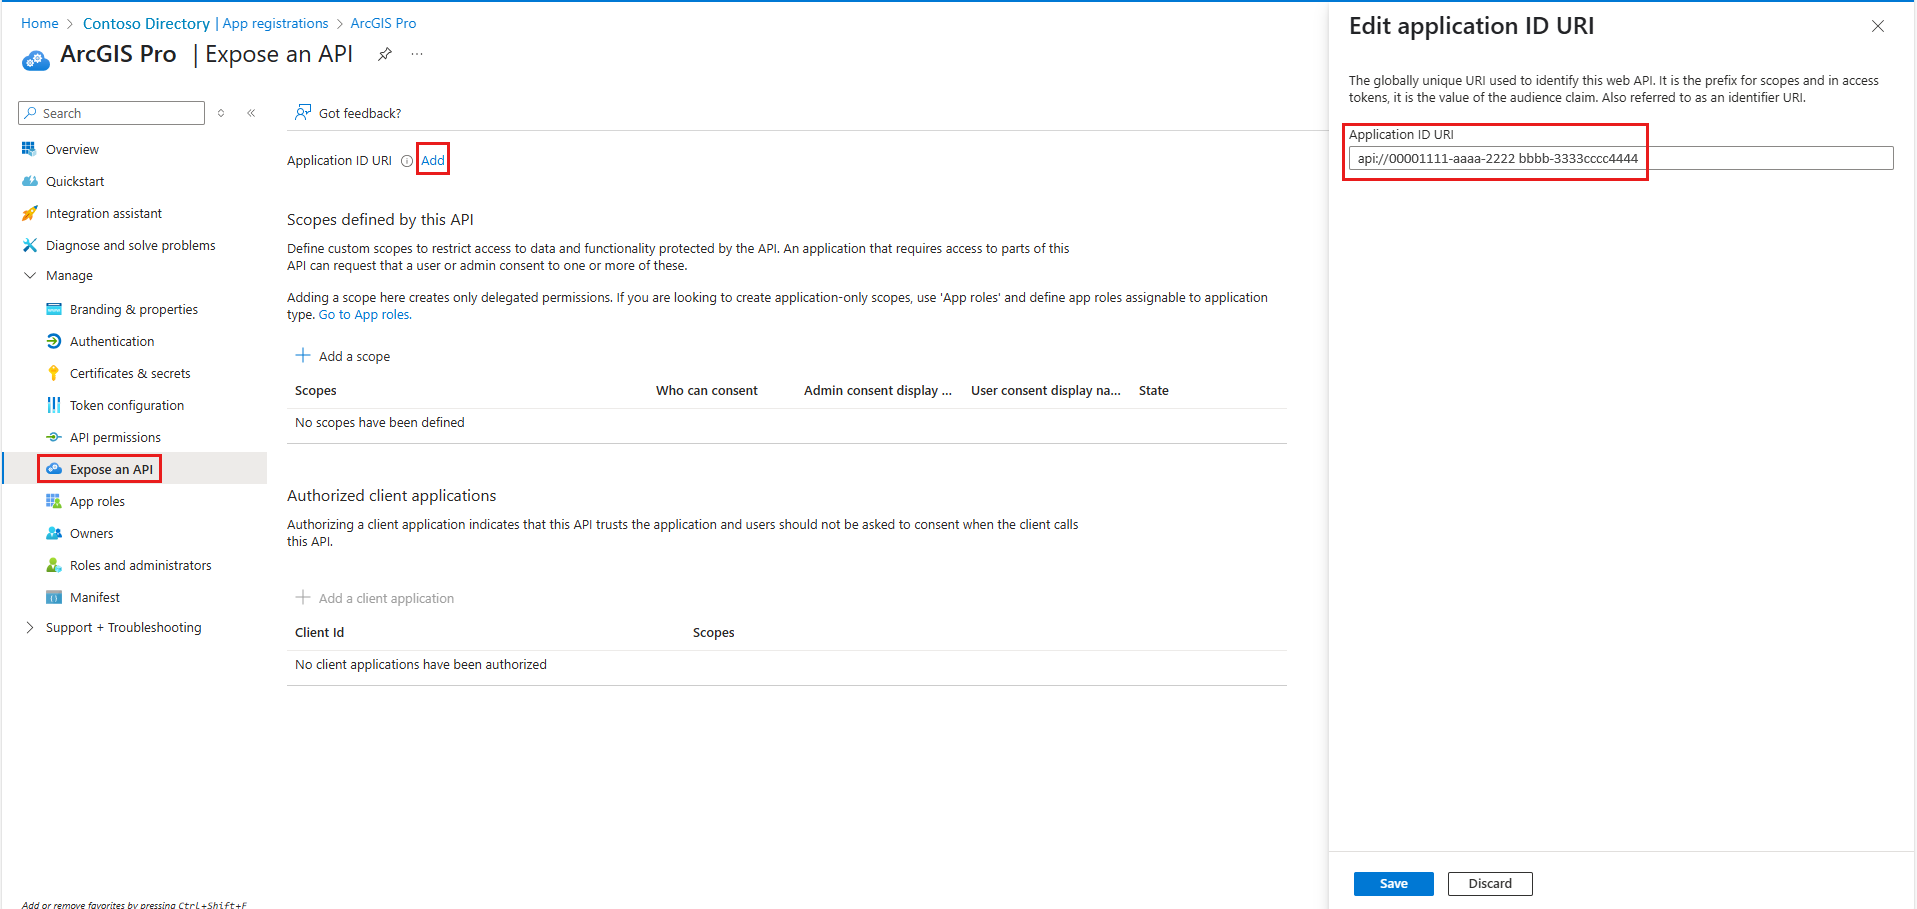 Home > Contoso Directory | App registrations > ArcGIS Pro
ArcGIS Pro | Expose an API
Search
Overview
Quickstart
Integration assistant
Diagnose and solve problems
Manage
Branding & properties
Authentication
Certificates & secrets
Token configuration
API permissions
Expose an API
App roles
Owners
Roles and administrators
Manifest
Support + Troubleshooting
Add or remove favorites by pressing Ctrl+Shift+F
Got feedback?
Application ID URI Add
Scopes defined by this API
Define custom scopes to restrict access to data and functionality protected by the API. An application that requires access to parts of this
API can request that a user or admin consent to one or more of these.
Adding a scope here creates only delegated permissions. If you are looking to create application-only scopes, use 'App roles' and define app roles assignable to application
type. Go to App roles.
Add a scope
Scopes Who can consent Admin consent display ... User consent display na... State
No scopes have been defined
Authorized client applications
Authorizing a client application indicates that this API trusts the application and users should not be asked to consent when the client calls
this API.
Add a client application
Client Id Scopes
No client applications have been authorized
Edit application ID URI
The globally unique URI used to identify this web API. It is the prefix for scopes and in access
tokens, it is the value of the audience claim. Also referred to as an identifier URI.
Application ID URI
api://00001111-aaaa-2222 bbbb-3333cccc4444
Save Discard